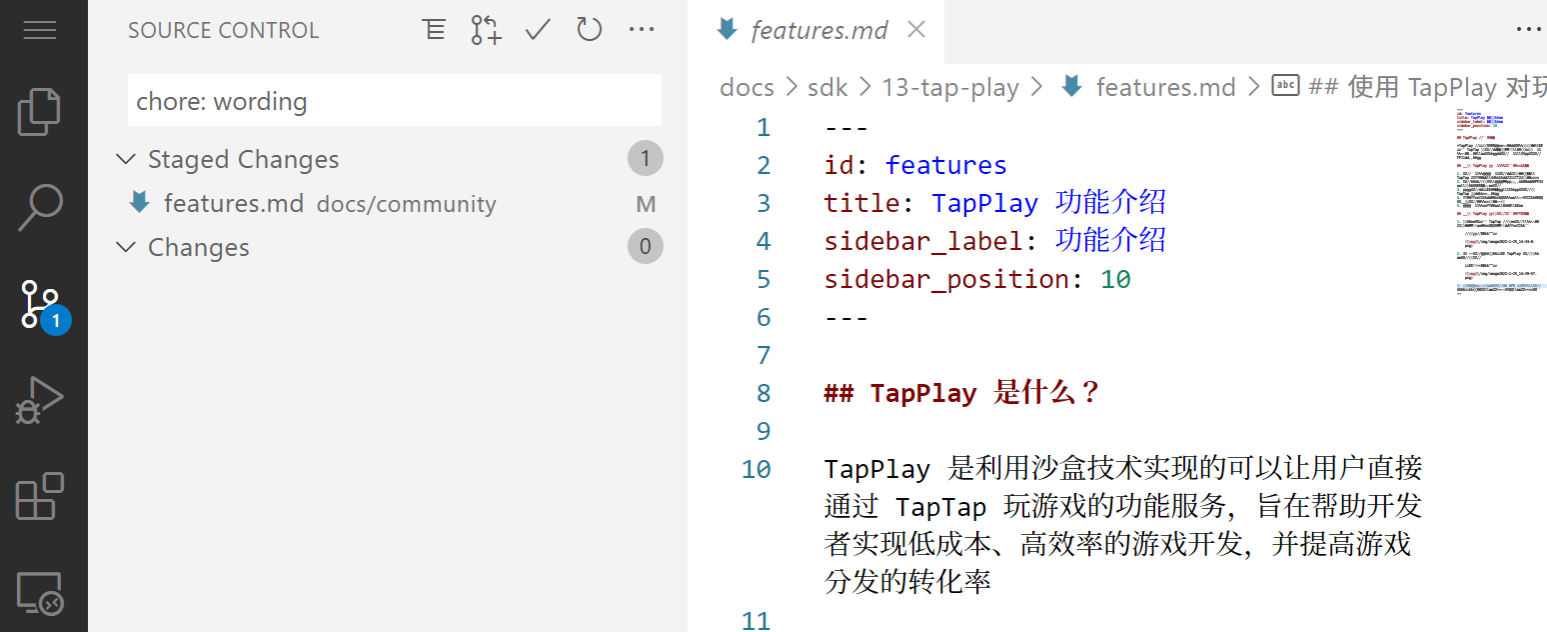 SOURCE CONTROL
chore: wording
Staged Changes 1
features.md docs/community M
Changes 0
1
features.md
docs > sdk > 13-tap-play > features.md > abc ## 使用 TapPlay 对玩
1 ---
2 id: features
3 title: TapPlay 功能介绍
4 sidebar_label: 功能介绍
5 sidebar_position: 10
6 ---
7
8 ## TapPlay 是什么？
9
10 TapPlay 是利用沙盒技术实现的可以让用户直接
通过 TapTap 玩游戏的功能服务，旨在帮助开发
者实现低成本、高效率的游戏开发，并提高游戏
分发的转化率
11